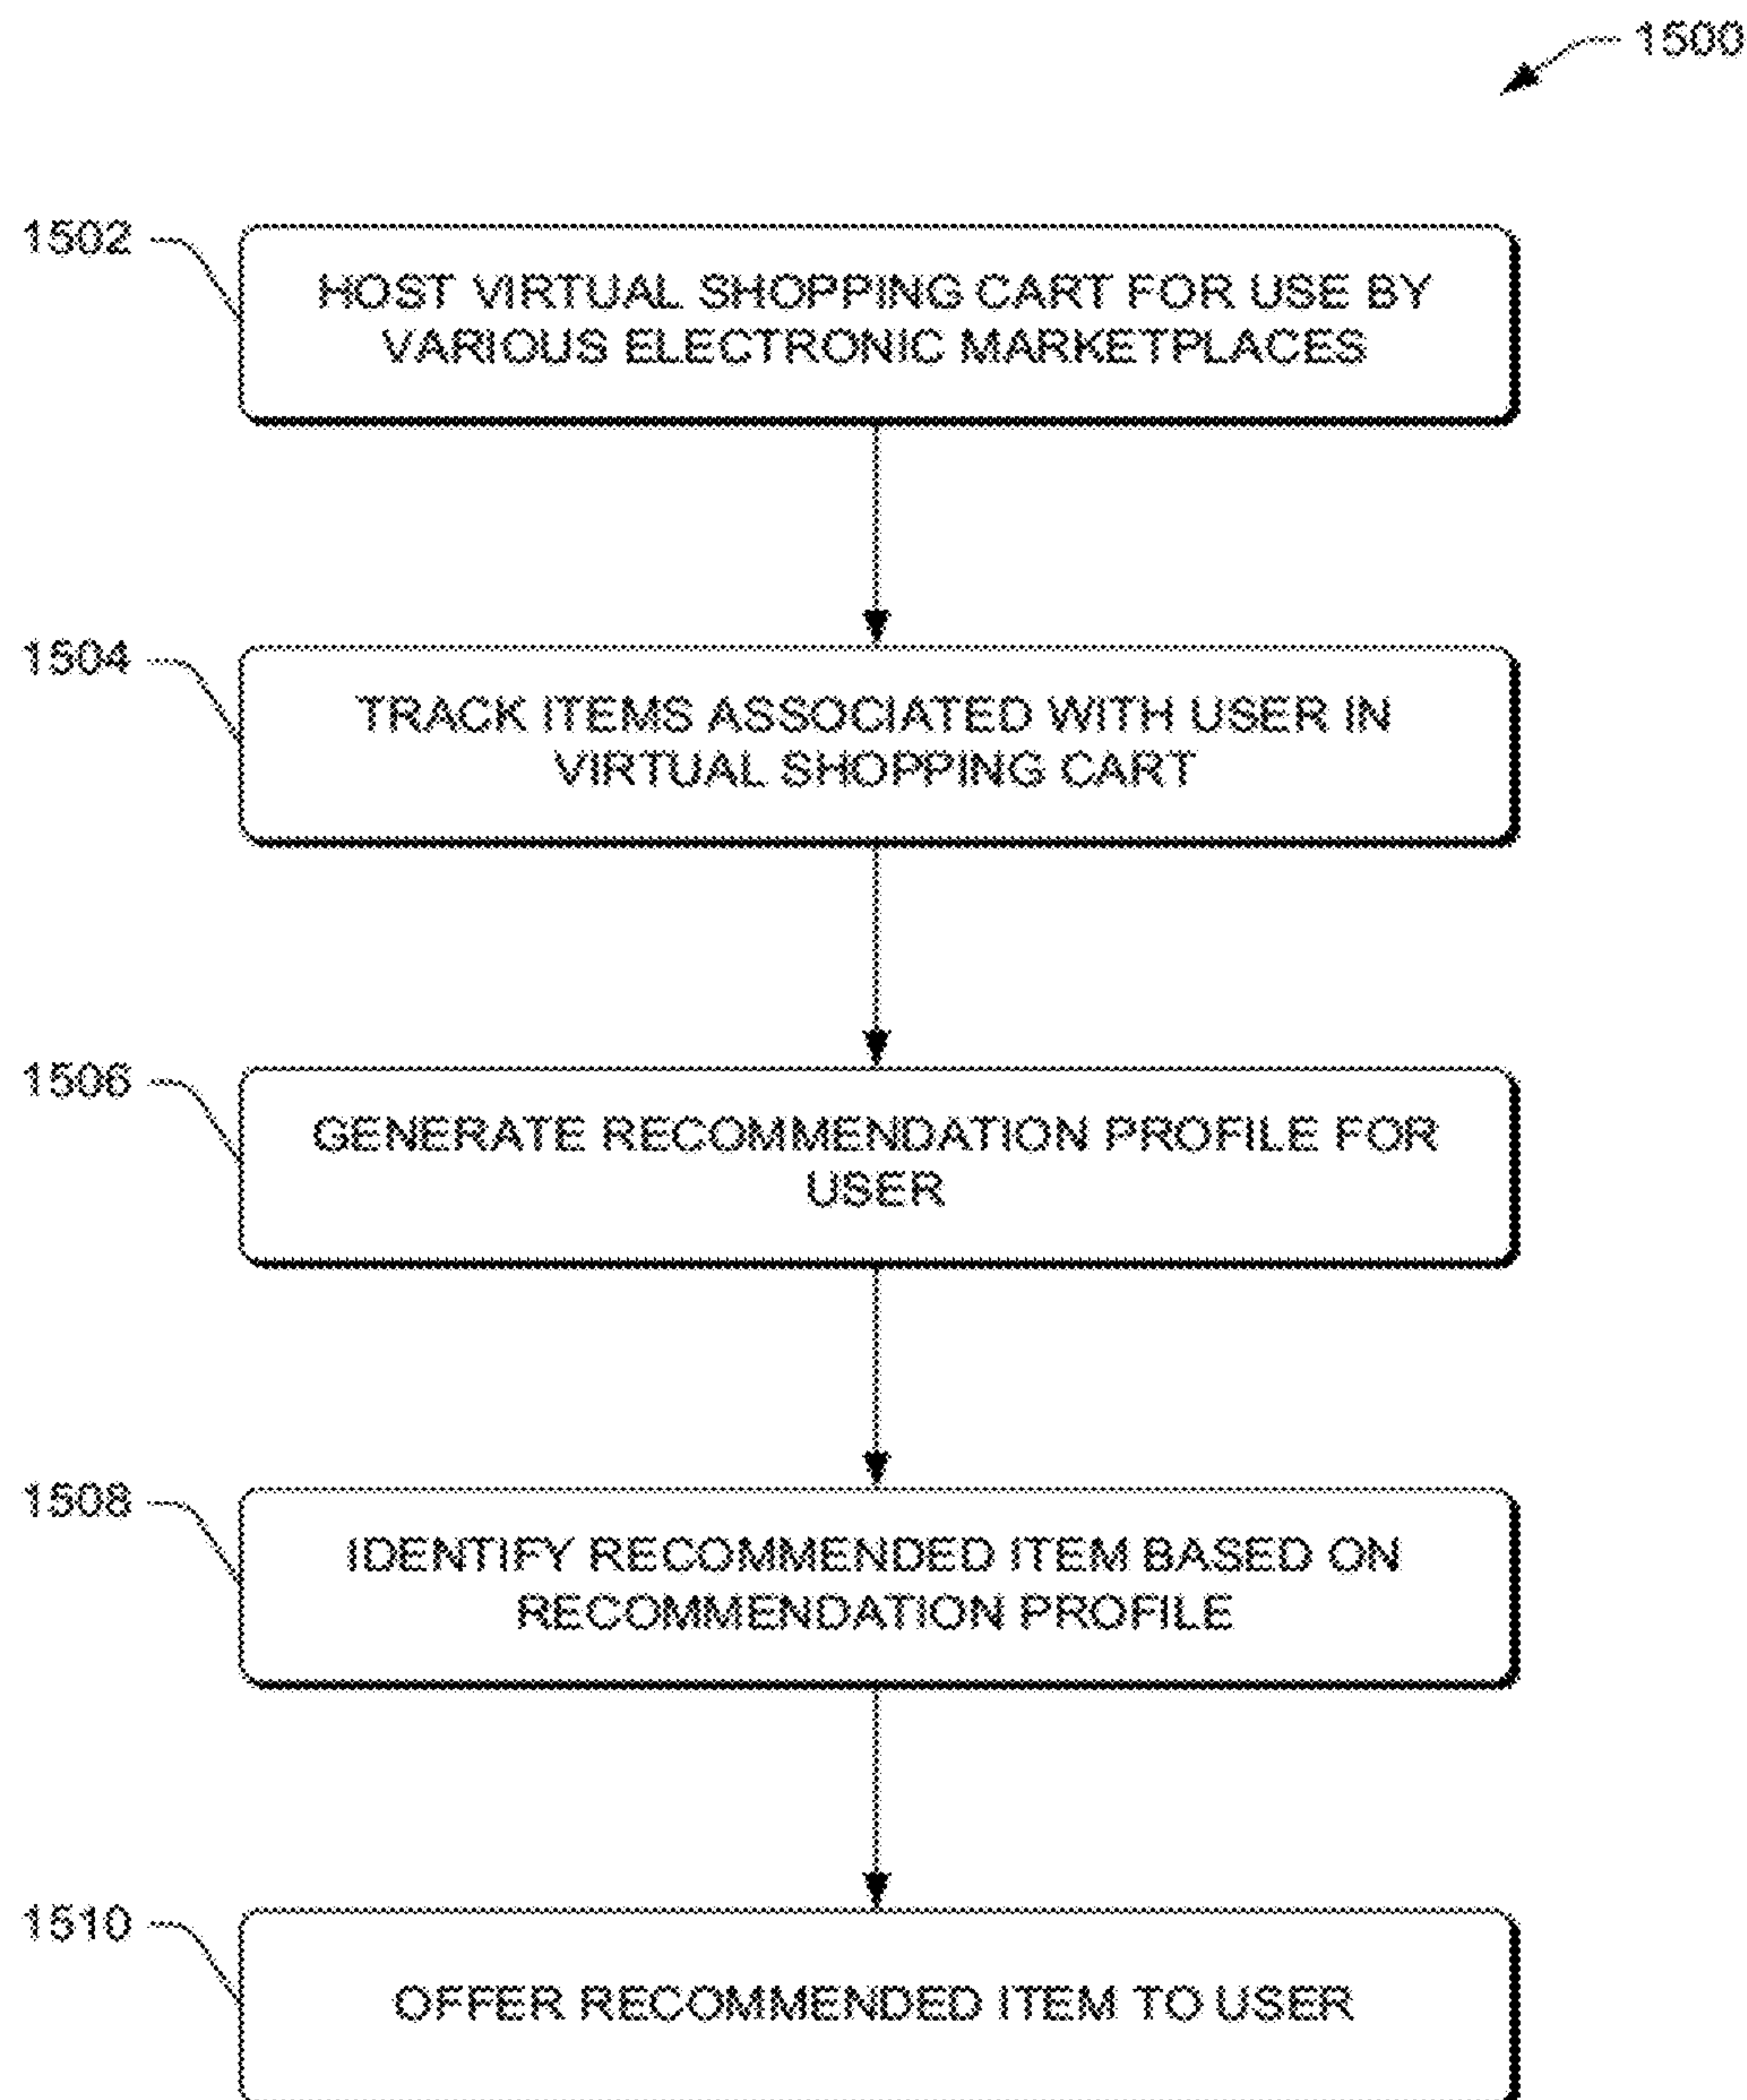 1500
1502
HOST VIRTUAL SHOPPING CART FOR USE BY
VARIOUS ELECTRONIC MARKETPLACES
1504
TRACK ITEMS ASSOCIATED WITH USER IN
VIRTUAL SHOPPING CART
1506
GENERATE RECOMMENDATION PROFILE FOR
USER
1508
IDENTIFY RECOMMENDED ITEM BASED ON
RECOMMENDATION PROFILE
1510
OFFER RECOMMENDED ITEM TO USER